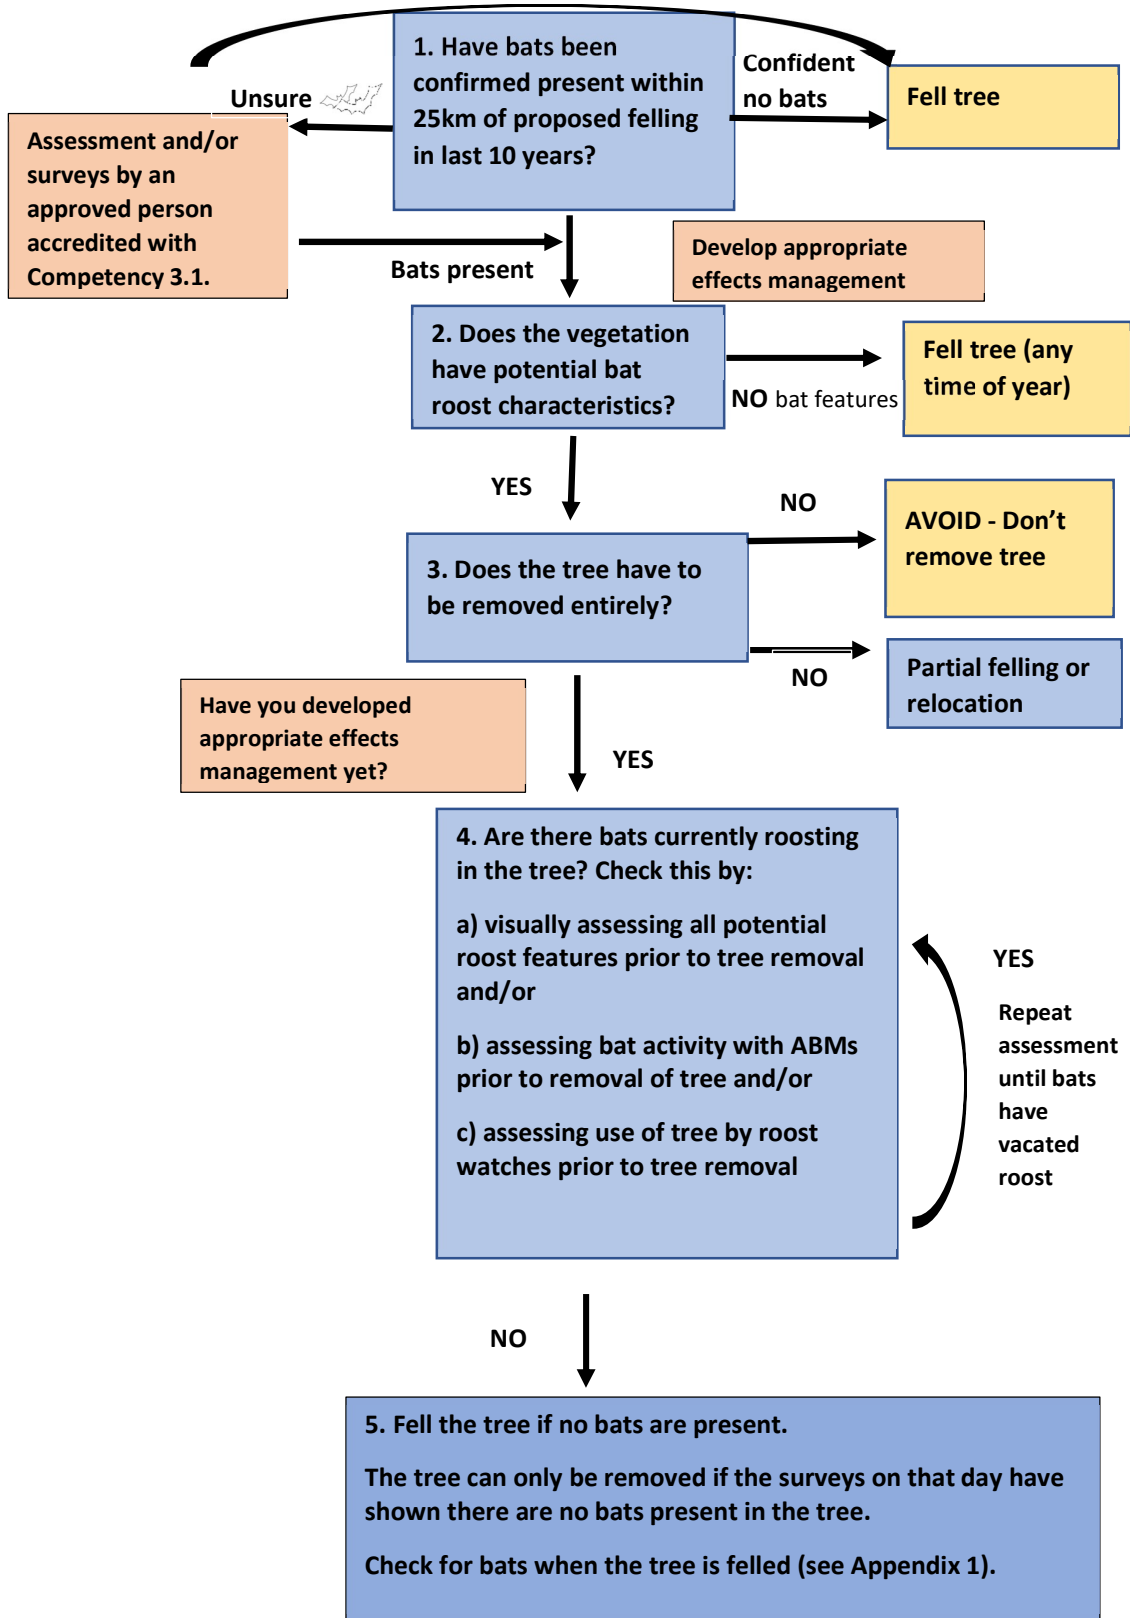 1. Have bats been
confirmed present within
25km of proposed felling
in last 10 years?
Confident
no bats
Fell tree
Unsure
Assessment and/or
surveys by an
approved person
accredited with
Competency 3.1.
Bats present
Develop appropriate
effects management
2. Does the vegetation
have potential bat
roost characteristics?
NO bat features
Fell tree (any
time of year)
YES
NO
AVOID - Don’t
remove tree
3. Does the tree have to
be removed entirely?
NO
Partial felling or
relocation
Have you developed
appropriate effects
management yet?
YES
4. Are there bats currently roosting
in the tree? Check this by:
a) visually assessing all potential
roost features prior to tree removal
and/or
b) assessing bat activity with ABMs
prior to removal of tree and/or
c) assessing use of tree by roost
watches prior to tree removal
YES
Repeat
assessment
until bats
have
vacated
roost
NO
5. Fell the tree if no bats are present.
The tree can only be removed if the surveys on that day have
shown there are no bats present in the tree.
Check for bats when the tree is felled (see Appendix 1).